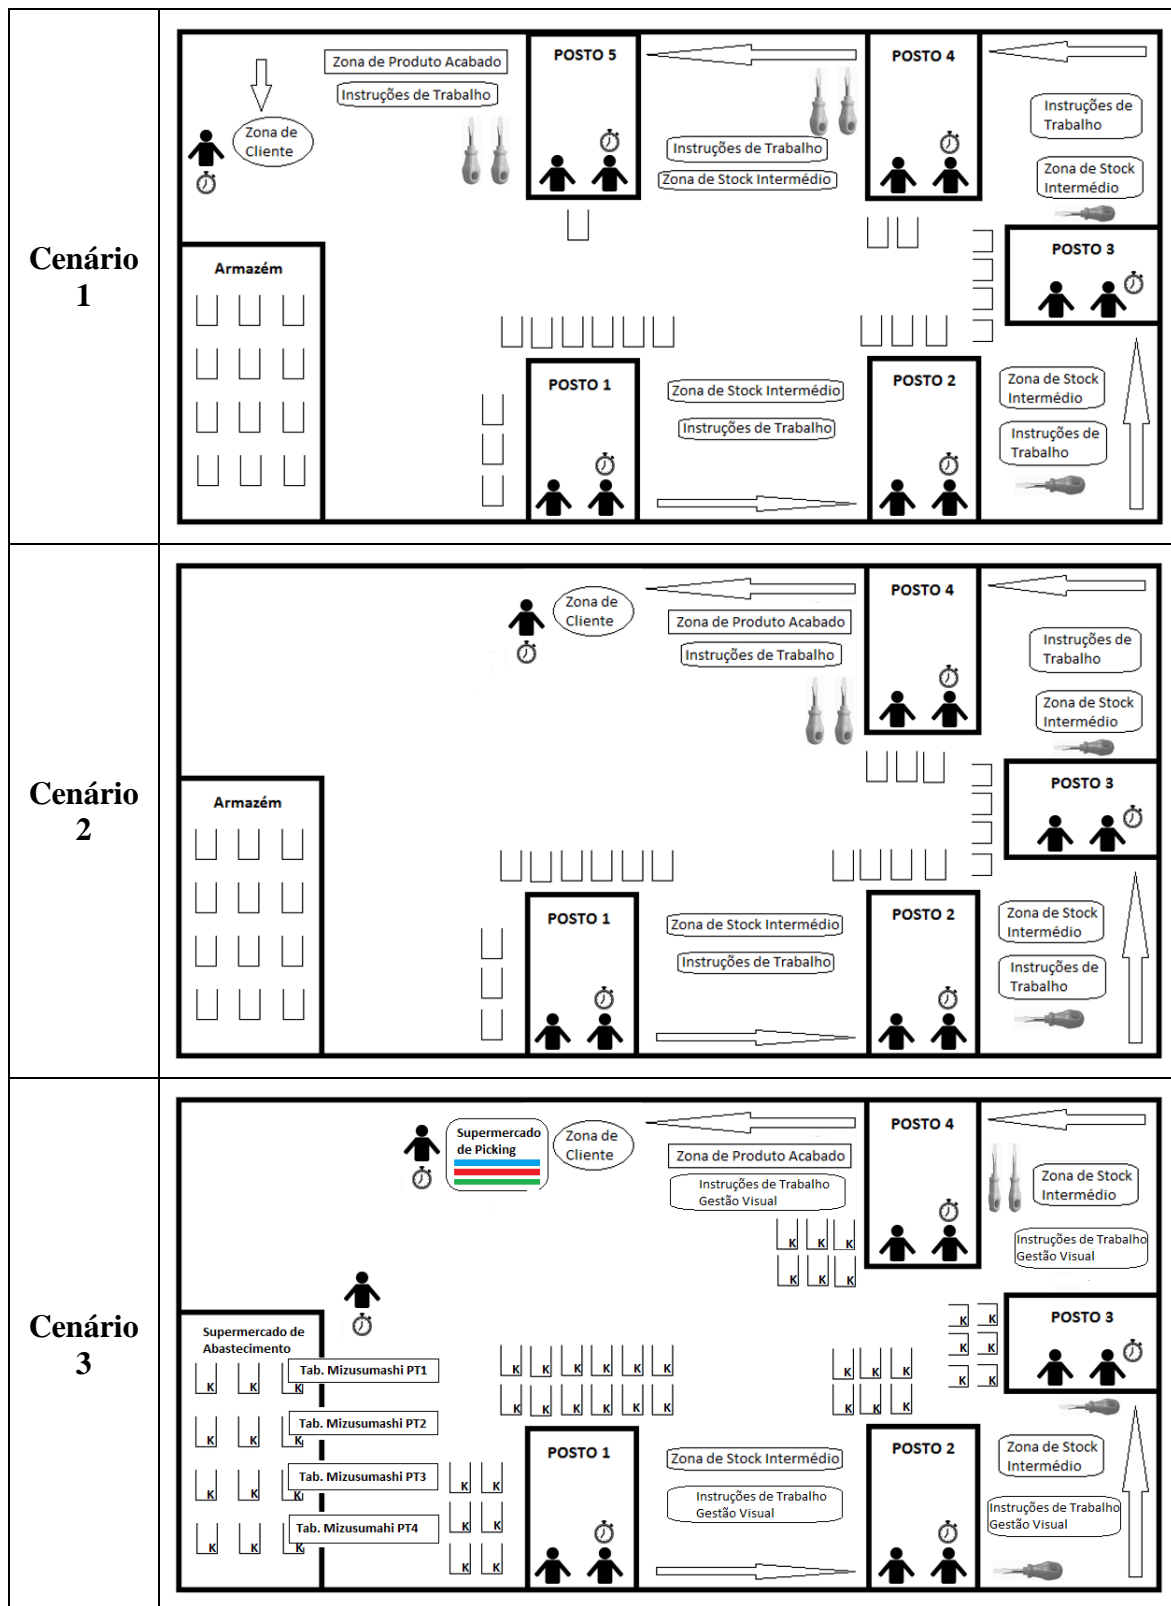 Cenário
1
Zona de Produto Acabado
Instruções de Trabalho
Zona de
Cliente
POSTO 5
Instruções de Trabalho
Zona de Stock Intermédio
POSTO 4
Instruções de
Trabalho
Zona de Stock
Intermédio
POSTO 3
Armazém
POSTO 1
Zona de Stock Intermédio
Instruções de Trabalho
POSTO 2
Zona de Stock
Intermédio
Instruções de
Trabalho
Cenário
2
Zona de
Cliente
Zona de Produto Acabado
Instruções de Trabalho
POSTO 4
Instruções de
Trabalho
Zona de Stock
Intermédio
POSTO 3
Armazém
POSTO 1
Zona de Stock Intermédio
Instruções de Trabalho
POSTO 2
Zona de Stock
Intermédio
Instruções de
Trabalho
Cenário
3
Supermercado
de Picking
Zona de
Cliente
Zona de Produto Acabado
Instruções de Trabalho
Gestão Visual
K K K
K K K
POSTO 4
Zona de Stock
Intermédio
Instruções de Trabalho
Gestão Visual
POSTO 3
K K
K K
K K
Supermercado de
Abastecimento
K K K
Tab. Mizusumashi PT1
K K K
Tab. Mizusumashi PT2
K K K
Tab. Mizusumashi PT3
K K K
Tab. Mizusumahi PT4
K K K K K K
K K K K K K
K K
K K
K K
POSTO 1
Zona de Stock Intermédio
Instruções de Trabalho
Gestão Visual
K K K
K K K
POSTO 2
Zona de Stock
Intermédio
Instruções de Trabalho
Gestão Visual